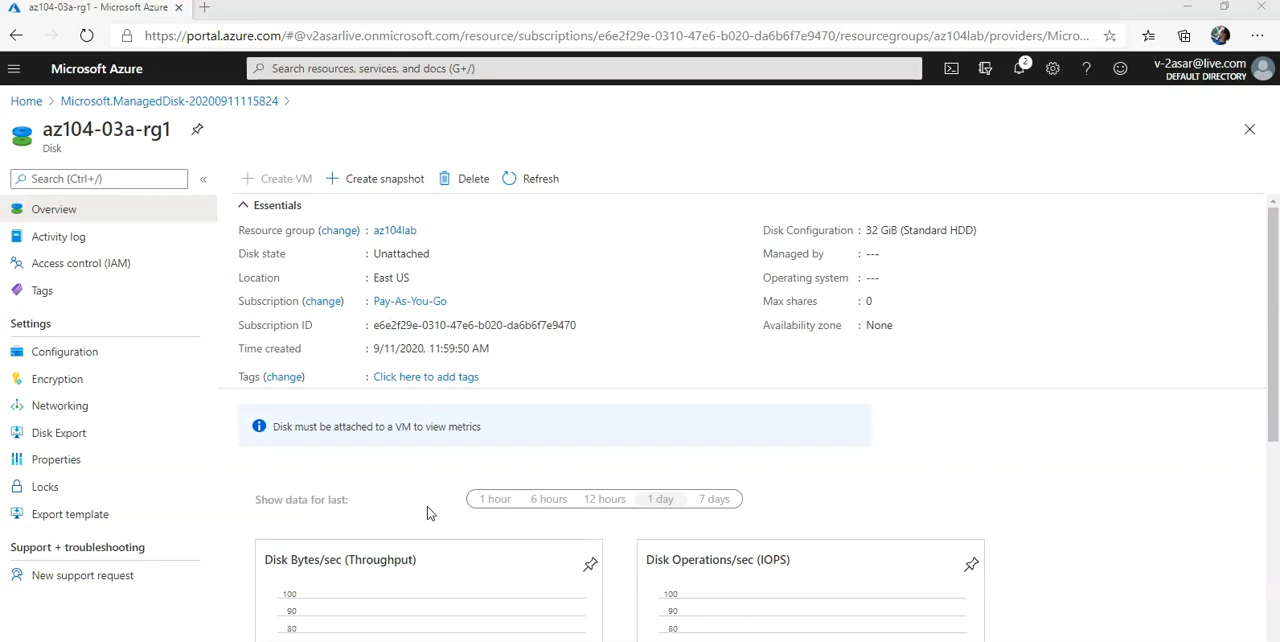 az104-03a-rg1 - Microsoft Azure
https://portal.azure.com/#@v2asarlive.onmicrosoft.com/resource/subscriptions/e6e2f29e-0310-47e6-b020-da6b6f7e9470/resourcegroups/az104lab/providers/Micro...
Microsoft Azure
Search resources, services, and docs (G+/)
2
v-2asar@live.com
DEFAULT DIRECTORY
Home > Microsoft.ManagedDisk-20200911115824 >
az104-03a-rg1
Disk
Search (Ctrl+/)
«
Create VM
Create snapshot
Delete
Refresh
Overview
Activity log
Access control (IAM)
Tags
Settings
Configuration
Encryption
Networking
Disk Export
Properties
Locks
Export template
Support + troubleshooting
New support request
Essentials
Resource group (change) : az104lab
Disk state : Unattached
Location : East US
Subscription (change) : Pay-As-You-Go
Subscription ID : e6e2f29e-0310-47e6-b020-da6b6f7e9470
Time created : 9/11/2020, 11:59:50 AM
Tags (change) : Click here to add tags
Disk Configuration : 32 GiB (Standard HDD)
Managed by : ---
Operating system : ---
Max shares : 0
Availability zone : None
Disk must be attached to a VM to view metrics
Show data for last:
1 hour 6 hours 12 hours 1 day 7 days
Disk Bytes/sec (Throughput)
100
90
80
Disk Operations/sec (IOPS)
100
90
80